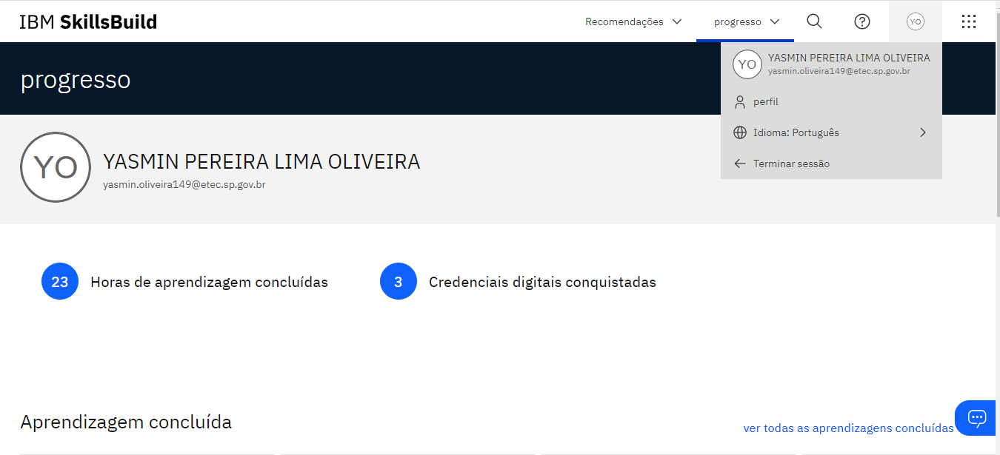 IBM SkillsBuild
Recomendações
progresso
YO
YO
YASMIN PEREIRA LIMA OLIVEIRA
yasmin.oliveira149@etec.sp.gov.br
perfil
Idioma: Português
Terminar sessão
progresso
YO
YASMIN PEREIRA LIMA OLIVEIRA
yasmin.oliveira149@etec.sp.gov.br
23 Horas de aprendizagem concluídas
3 Credenciais digitais conquistadas
Aprendizagem concluída
ver todas as aprendizagens concluídas